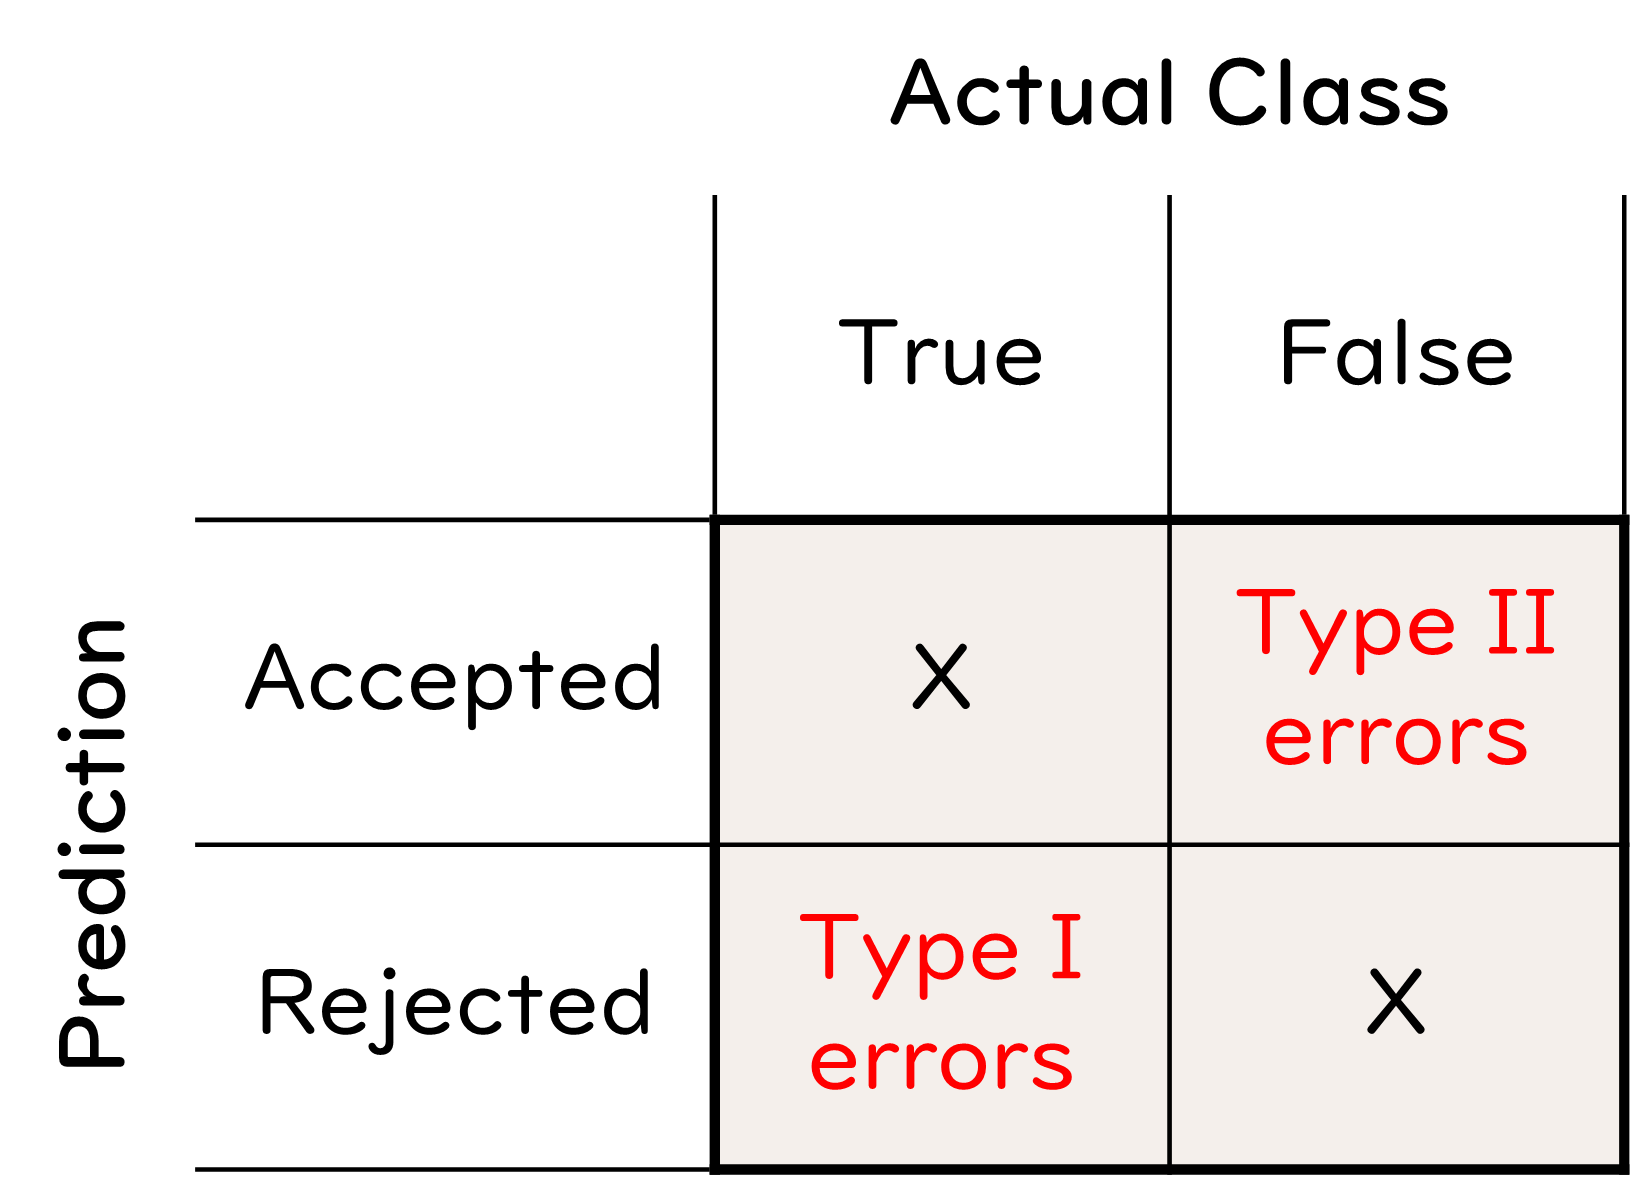 Actual Class
True False
Prediction
Accepted X Type II
errors
Rejected Type I X
errors